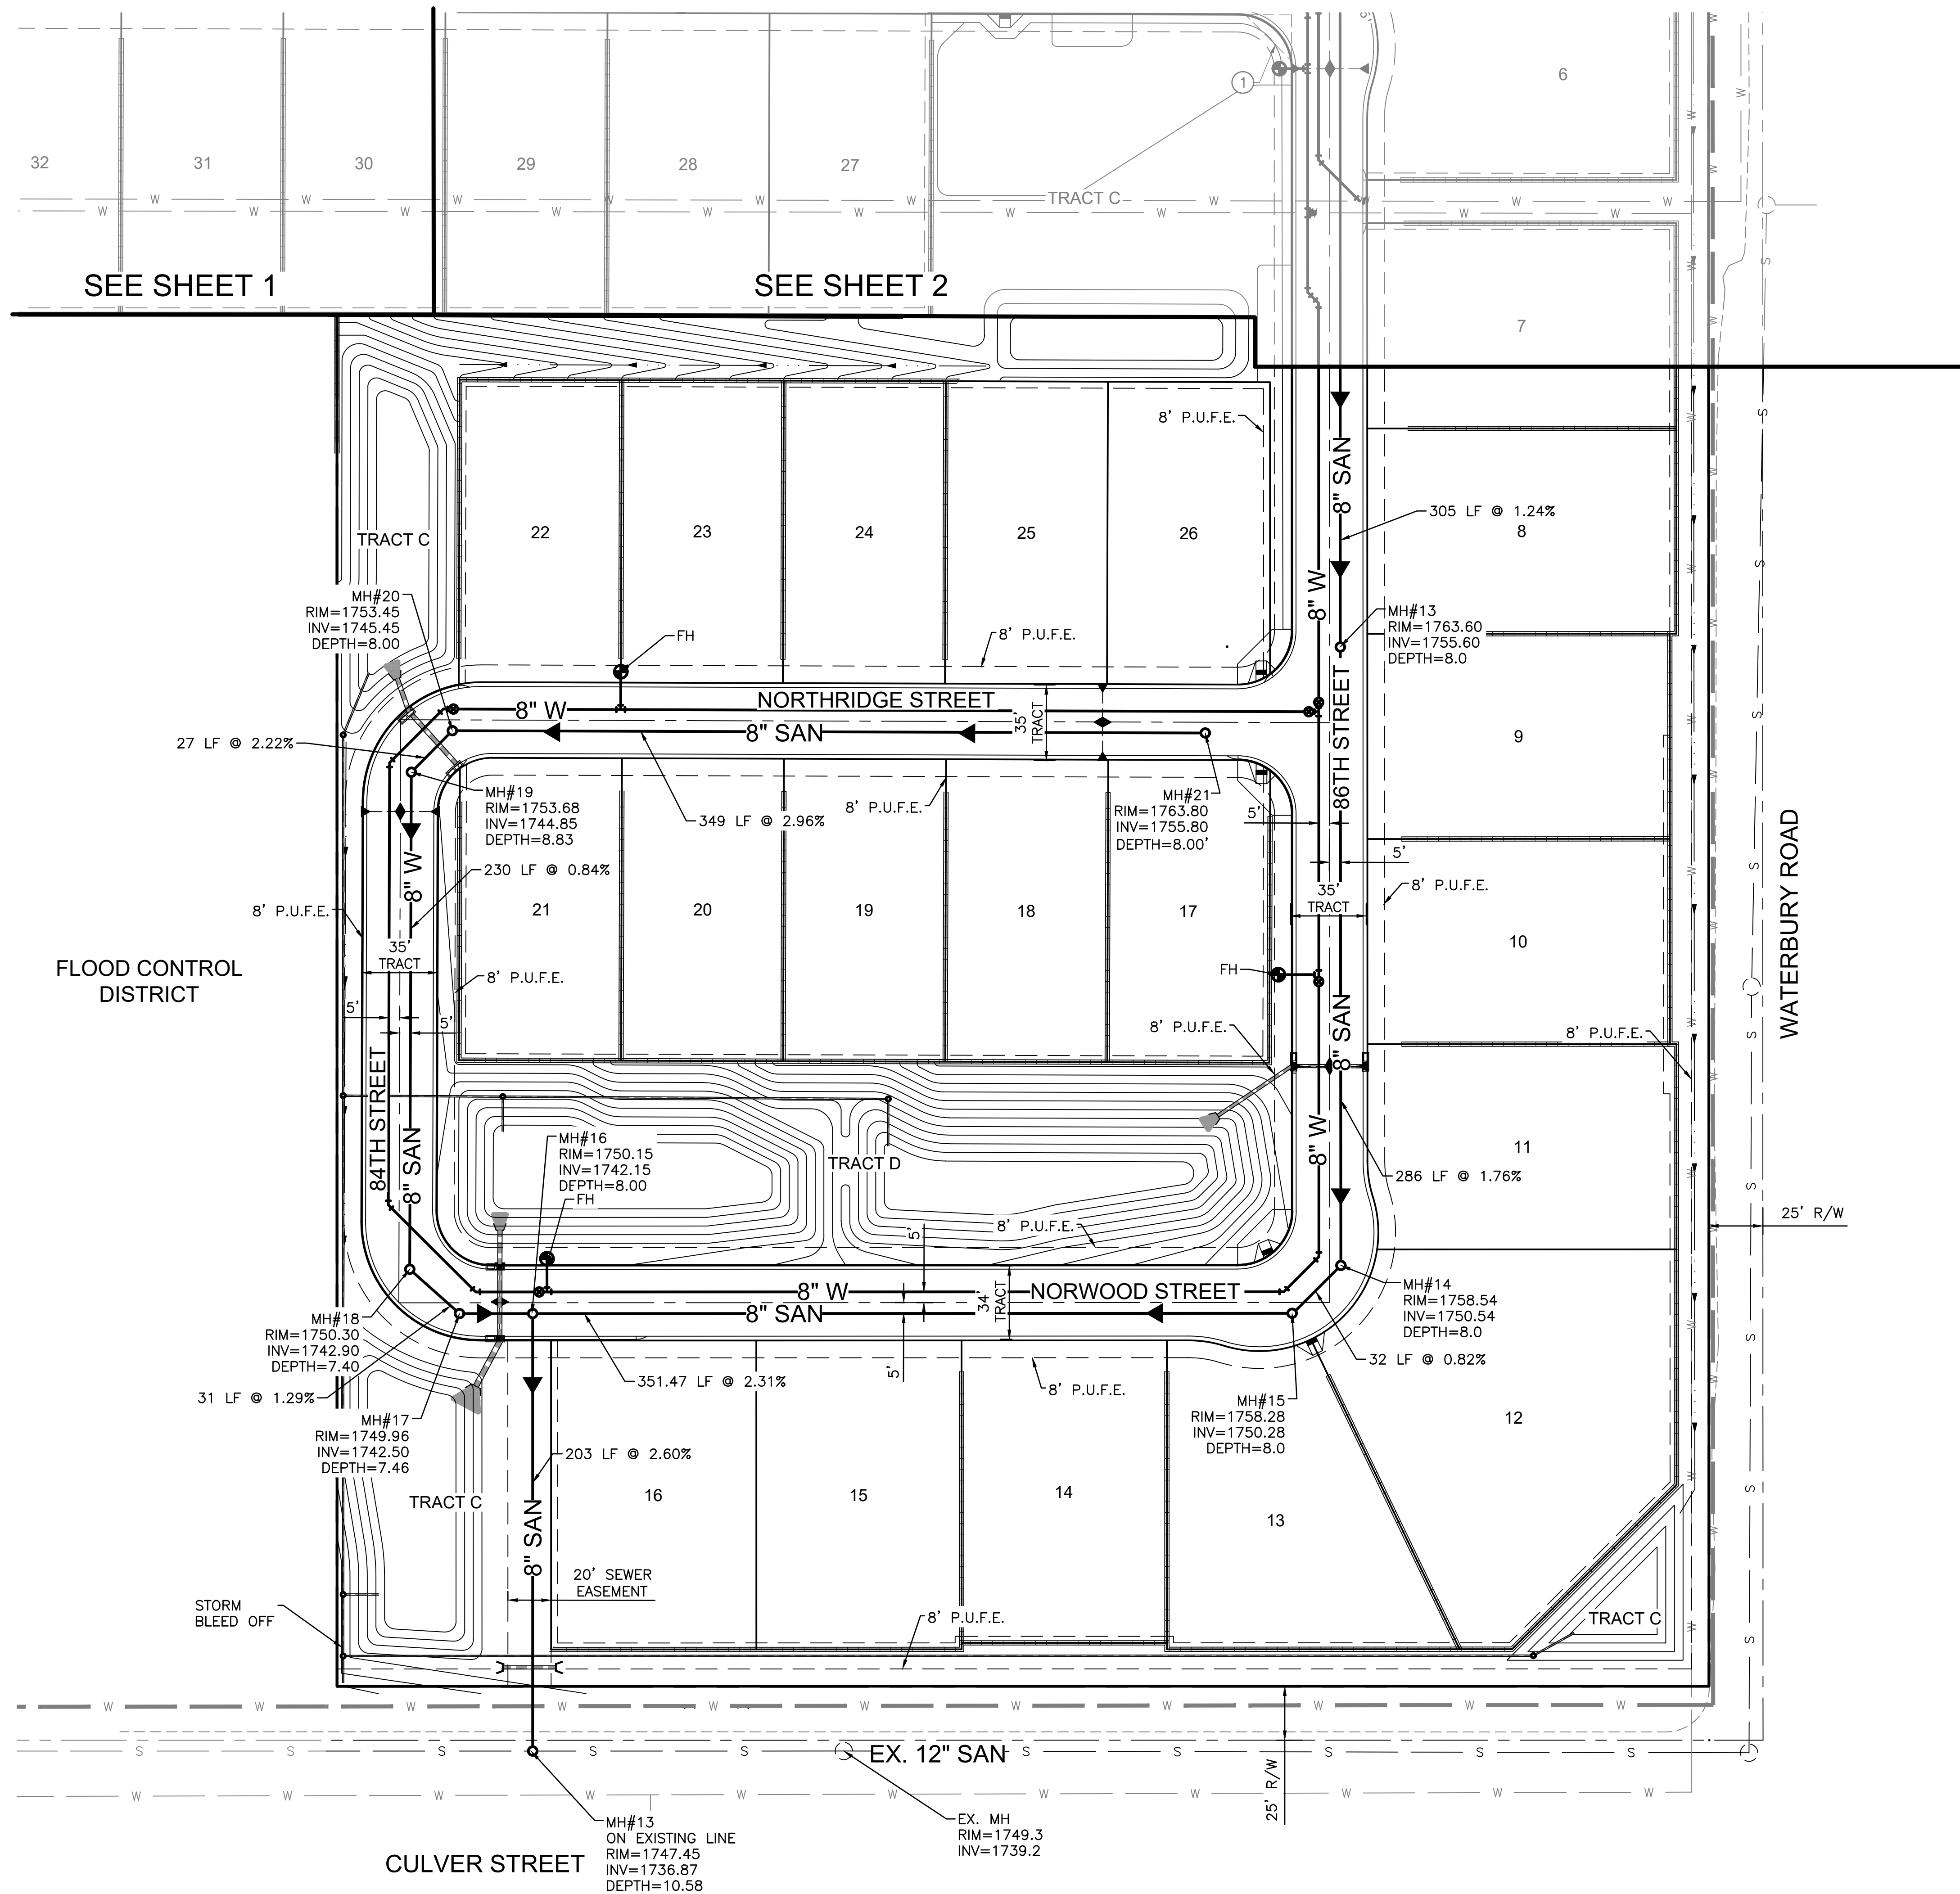 1
6
32
31
30
29
28
27
TRACT C
W W W W W W W W W W
W W W W W W W W W W
SEE SHEET 1
SEE SHEET 2
7
8' P.U.F.E.
8" SAN
305 LF @ 1.24%
8
22
23
24
25
26
TRACT C
MH#20
RIM=1753.45
INV=1745.45
DEPTH=8.00
FH
8' P.U.F.E.
8" W
MH#13
RIM=1763.60
INV=1755.60
DEPTH=8.0
NORTHRIDGE STREET
8" W
8" SAN
35'
TRACT
86TH STREET
9
27 LF @ 2.22%
MH#19
RIM=1753.68
INV=1744.85
DEPTH=8.83
349 LF @ 2.96%
8' P.U.F.E.
MH#21
RIM=1763.80
INV=1755.80
DEPTH=8.00'
5'
5'
230 LF @ 0.84%
8" W
8' P.U.F.E.
21
20
19
18
17
35'
TRACT
8' P.U.F.E.
10
WATERBURY ROAD
35'
TRACT
FLOOD CONTROL
DISTRICT
8' P.U.F.E.
FH
5'
5'
8' P.U.F.E.
8" SAN
8' P.U.F.E.
84TH STREET
8" SAN
MH#16
RIM=1750.15
INV=1742.15
DEPTH=8.00
FH
TRACT D
8" W
11
286 LF @ 1.76%
8' P.U.F.E.
5'
25' R/W
8" W
NORWOOD STREET
8" SAN
34'
TRACT
MH#14
RIM=1758.54
INV=1750.54
DEPTH=8.0
MH#18
RIM=1750.30
INV=1742.90
DEPTH=7.40
32 LF @ 0.82%
5'
351.47 LF @ 2.31%
8' P.U.F.E.
31 LF @ 1.29%
MH#17
RIM=1749.96
INV=1742.50
DEPTH=7.46
MH#15
RIM=1758.28
INV=1750.28
DEPTH=8.0
12
203 LF @ 2.60%
TRACT C
16
15
14
13
8" SAN
20' SEWER
EASEMENT
STORM
BLEED OFF
8' P.U.F.E.
TRACT C
W W W W W W W W W W W
S S S S S S S S S S
EX. 12" SAN
25' R/W
W W W W W W W W W W W
MH#13
ON EXISTING LINE
RIM=1747.45
INV=1736.87
DEPTH=10.58
EX. MH
RIM=1749.3
INV=1739.2
CULVER STREET